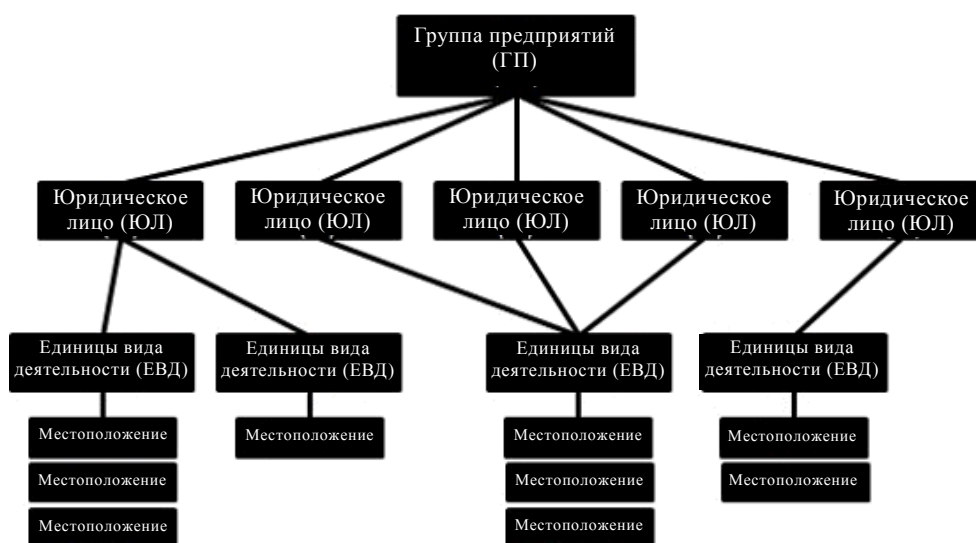 Группа предприятий
(ГП)
Юридическое
лицо (ЮЛ)
Юридическое
лицо (ЮЛ)
Юридическое
лицо (ЮЛ)
Юридическое
лицо (ЮЛ)
Юридическое
лицо (ЮЛ)
Единицы вида
деятельности (ЕВД)
Единицы вида
деятельности (ЕВД)
Единицы вида
деятельности (ЕВД)
Единицы вида
деятельности (ЕВД)
Местоположение
Местоположение
Местоположение
Местоположение
Местоположение
Местоположение
Местоположение
Местоположение
Местоположение